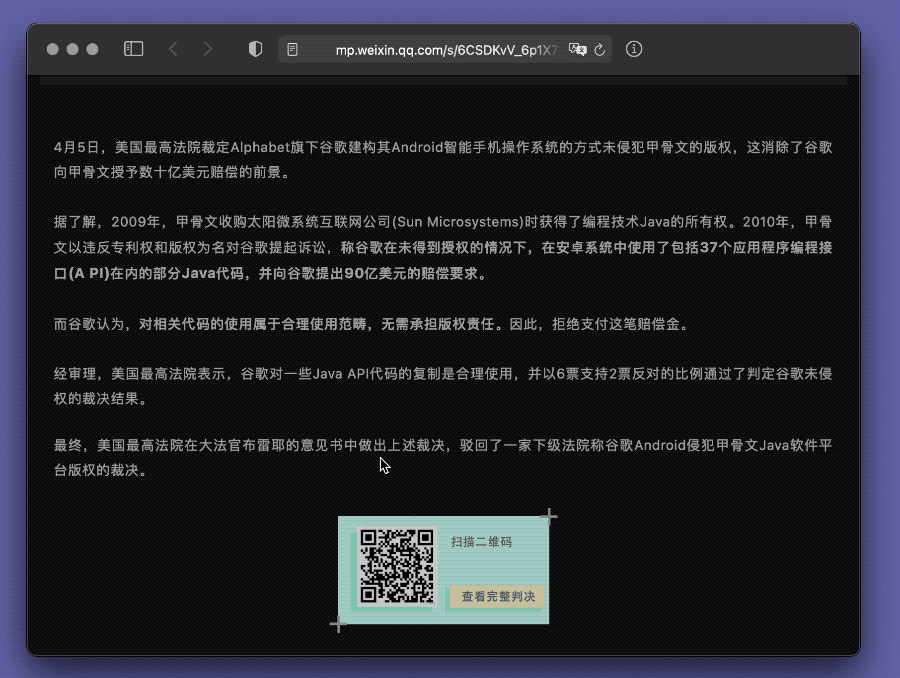 mp.weixin.qq.com/s/6CSDKvV_6p1X7
4月5日，美国最高法院裁定Alphabet旗下谷歌建构其Android智能手机操作系统的方式未侵犯甲骨文的版权，这消除了谷歌
向甲骨文授予数十亿美元赔偿的前景。
据了解，2009年，甲骨文收购太阳微系统互联网公司(Sun Microsystems)时获得了编程技术Java的所有权。2010年，甲骨
文以违反专利权和版权为名对谷歌提起诉讼，称谷歌在未得到授权的情况下，在安卓系统中使用了包括37个应用程序编程接
口(A PI)在内的部分Java代码，并向谷歌提出90亿美元的赔偿要求。
而谷歌认为，对相关代码的使用属于合理使用范畴，无需承担版权责任。因此，拒绝支付这笔赔偿金。
经审理，美国最高法院表示，谷歌对一些Java API代码的复制是合理使用，并以6票支持2票反对的比例通过了判定谷歌未侵
权的裁决结果。
最终，美国最高法院在大法官布雷耶的意见书中做出上述裁决，驳回了一家下级法院称谷歌Android侵犯甲骨文Java软件平
台版权的裁决。
扫描二维码
查看完整判决